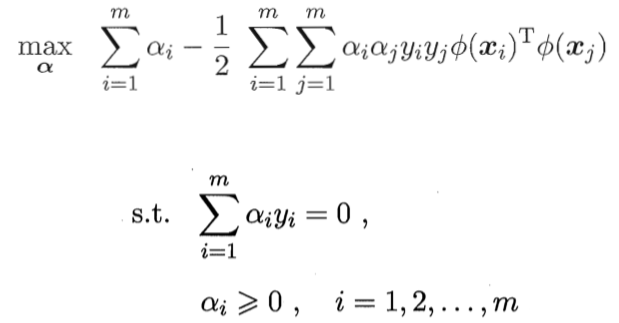 max_α ∑_{i=1}^{m} α_i − 1/2 ∑_{i=1}^{m} ∑_{j=1}^{m} α_i α_j y_i y_j ϕ(x_i)^T ϕ(x_j)
s.t. ∑_{i=1}^{m} α_i y_i = 0 ,
α_i ⩾ 0 , i = 1, 2, . . . , m